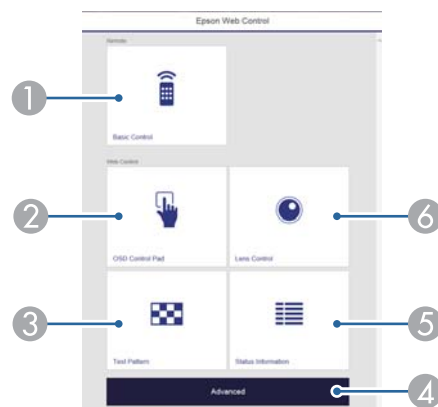 Epson Web Control
Remote
1
Basic Control
Web Control
2
OSD Control Pad
Lens Control
6
3
Test Pattern
Status Information
5
Advanced
4